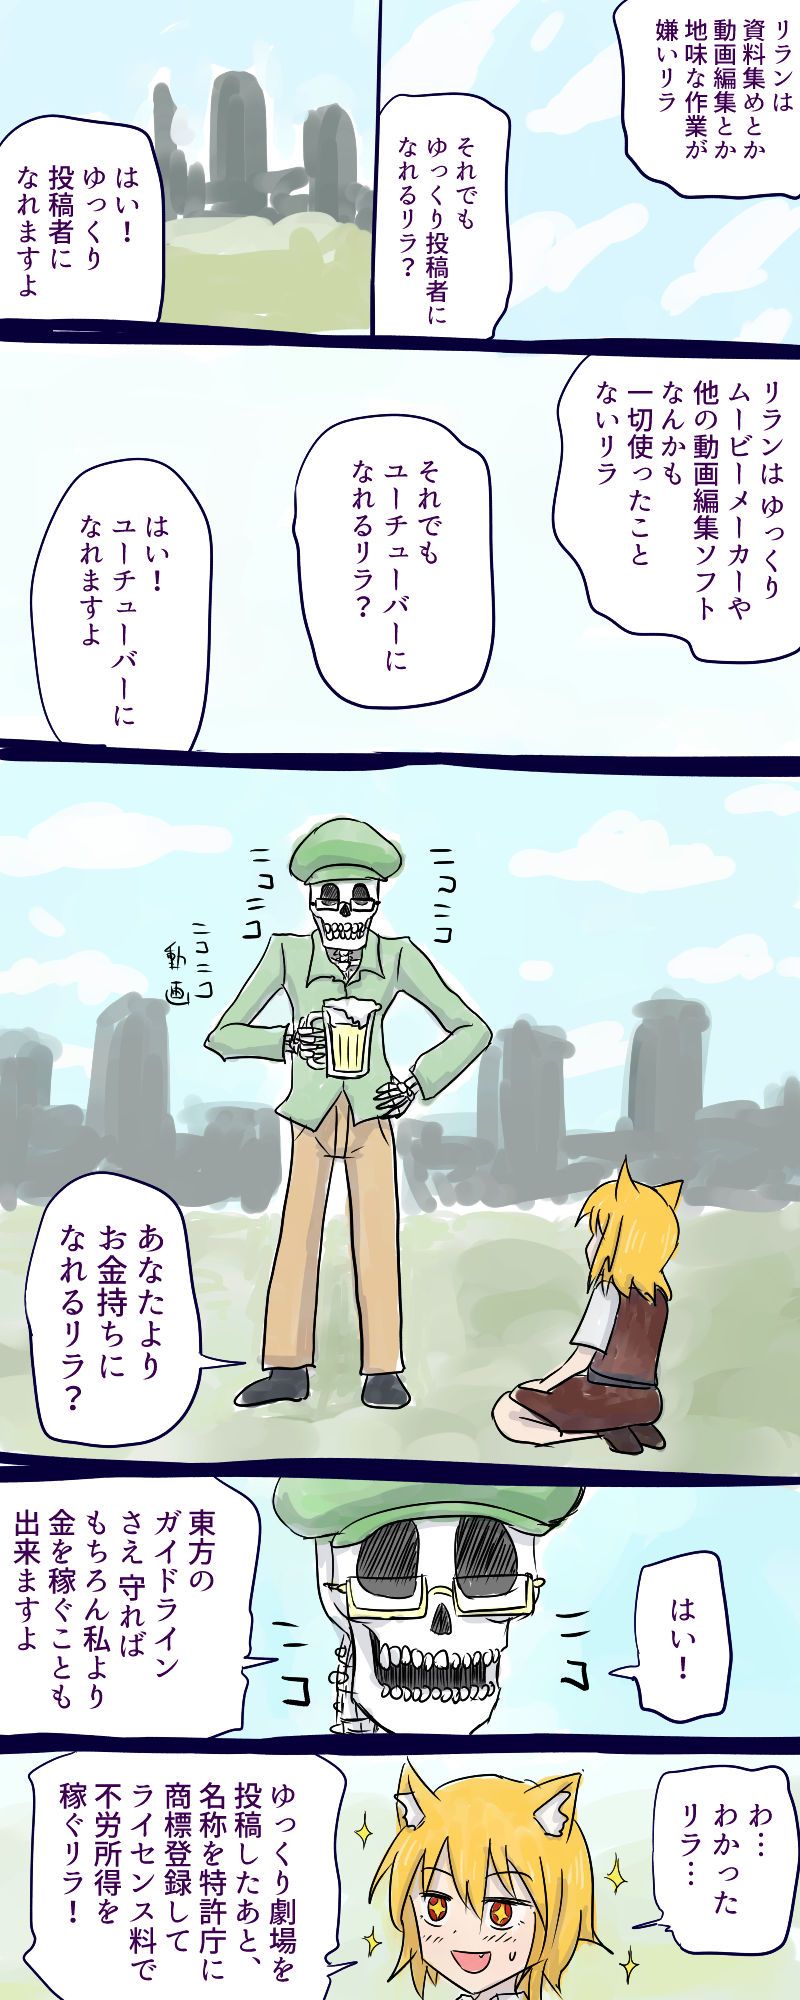 リランは
資料集めとか
動画編集とか
地味な作業が
嫌いリラ
それでも
ゆっくり投稿者に
なれるリラ？
はい！
ゆっくり
投稿者に
なれますよ
リランは ゆっくり
ムービーメーカーや
他の動画編集ソフト
なんかも
一切使ったこと
ないリラ
それでも
ユーチューバーに
なれるリラ？
はい！
ユーチューバーに
なれますよ
ニコ
ニコ
ニコ
ニコ
ニコニコ
動画
あなたより
お金持ちに
なれるリラ？
はい！
ニコ
ニコ
東方の
ガイドライン
さえ 守れば
もちろん私より
金を稼ぐことも
出来ますよ
わ…
わかった
リラ…
ゆっくり劇場を
投稿したあと、
名称を特許庁に
商標登録して
ライセンス料で
不労所得を
稼ぐリラ！